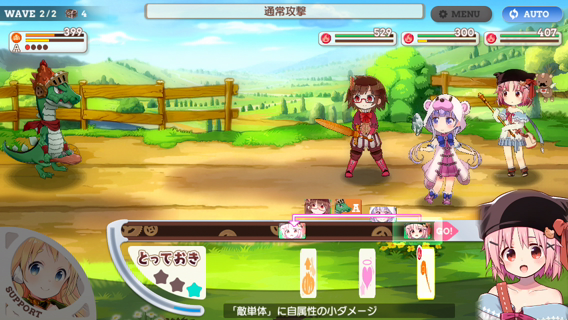 WAVE 2/2 4
通常攻撃
MENU
AUTO
399
529
300
407
A
GO!
とっておき
SUPPORT
「敵単体」に自属性の小ダメージ